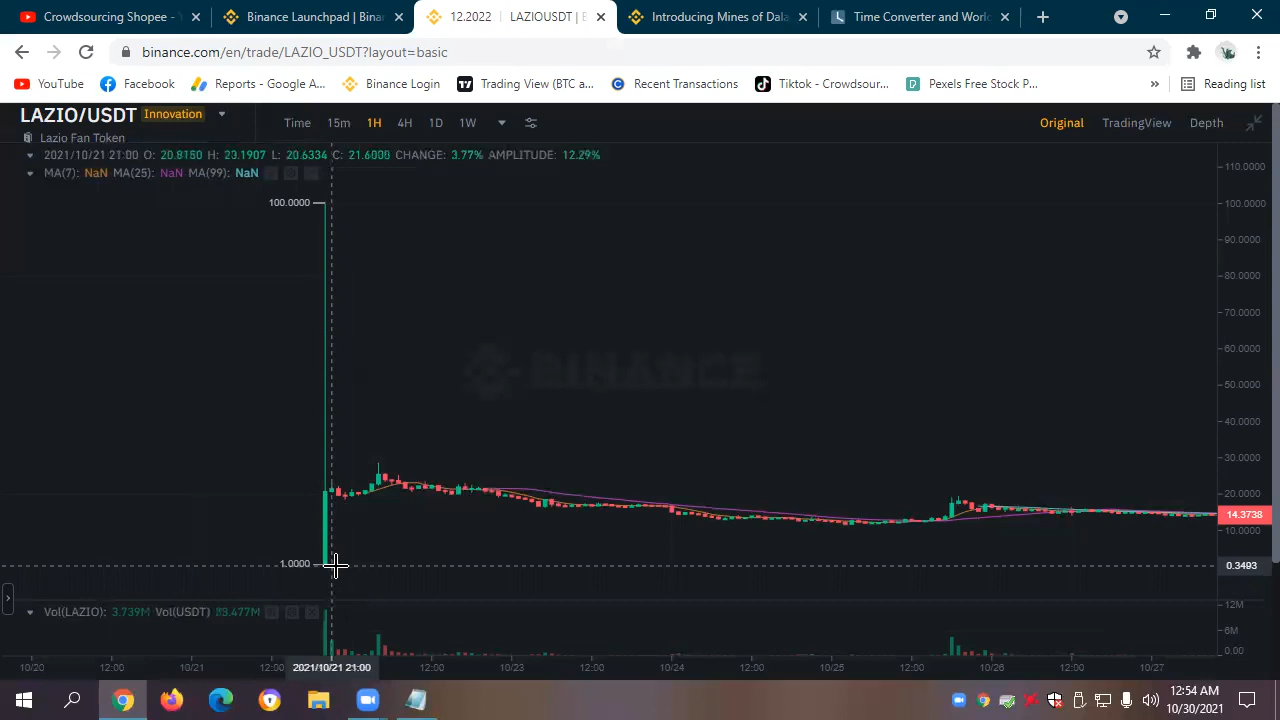 Crowdsourcing Shopee -
Binance Launchpad | Binan
12.2022 | LAZIOUSDT | B
Introducing Mines of Dala
Time Converter and World
binance.com/en/trade/LAZIO_USDT?layout=basic
YouTube Facebook Reports - Google A... Binance Login Trading View (BTC a... Recent Transactions Tiktok - Crowdsour... Pexels Free Stock P... » Reading list
LAZIO/USDT Innovation
Lazio Fan Token
Time 15m 1H 4H 1D 1W
Original TradingView Depth
2021/10/21 21:00 O: 20.8150 H: L: 20.6334 C: 21.6000 CHANGE: 3.77% AMPLITUDE: 12.29%
MA(7): NaN MA(25): NaN MA(99): NaN
110.0000
100.0000
100.0000
90.0000
80.0000
70.0000
60.0000
BINANCE
50.0000
40.0000
30.0000
20.0000
14.3738
10.0000
1.0000
0.3493
Vol(LAZIO): 3.739M Vol(USDT)
12M
6M
0.00
10/20 12:00 10/21 12:00 2021/10/21 21:00 12:00 10/23 12:00 10/24 12:00 10/25 12:00 10/26 12:00 10/27
12:54 AM
10/30/2021